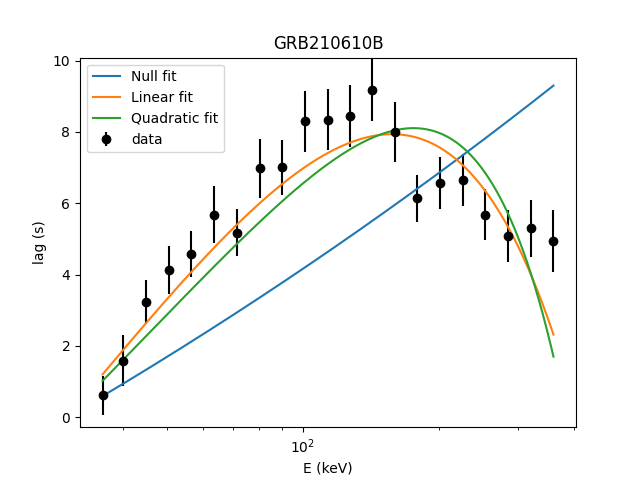 GRB210610B
Null fit
Linear fit
Quadratic fit
data
10
8
6
4
2
0
lag (s)
10²
E (keV)